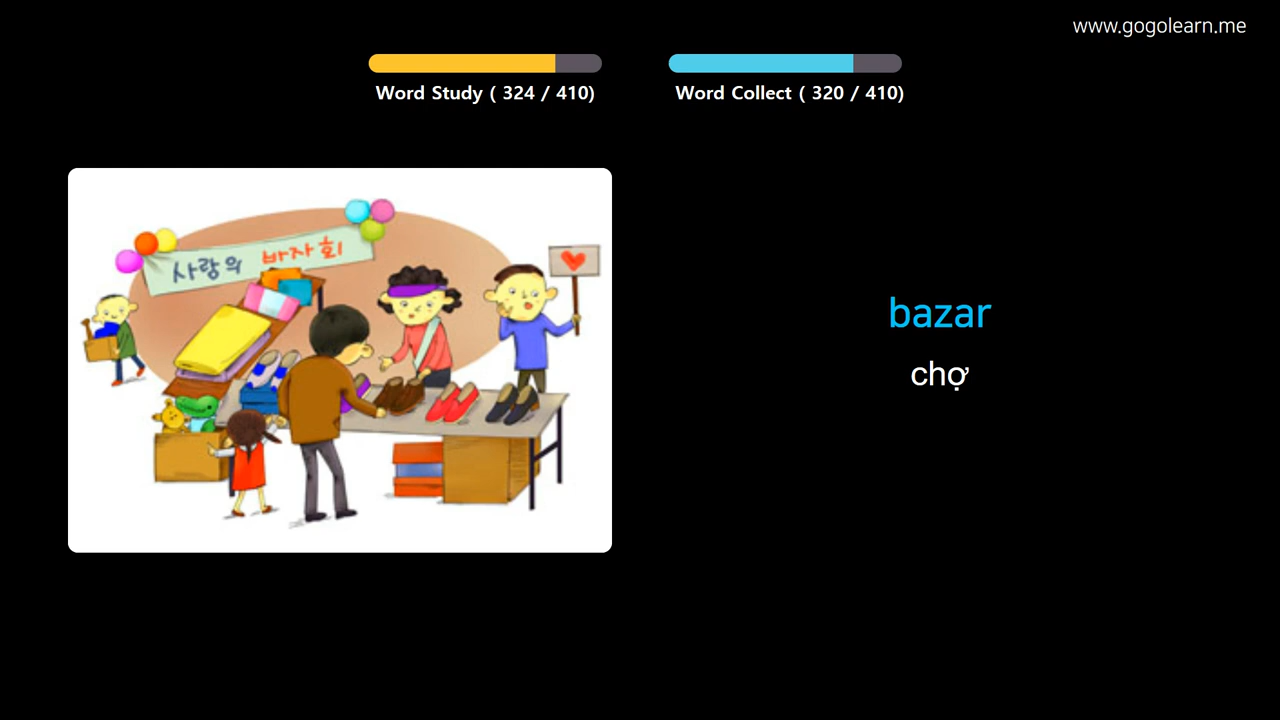 www.gogolearn.me
Word Study ( 324 / 410)
Word Collect ( 320 / 410)
사랑의 바자회
bazar
chợ